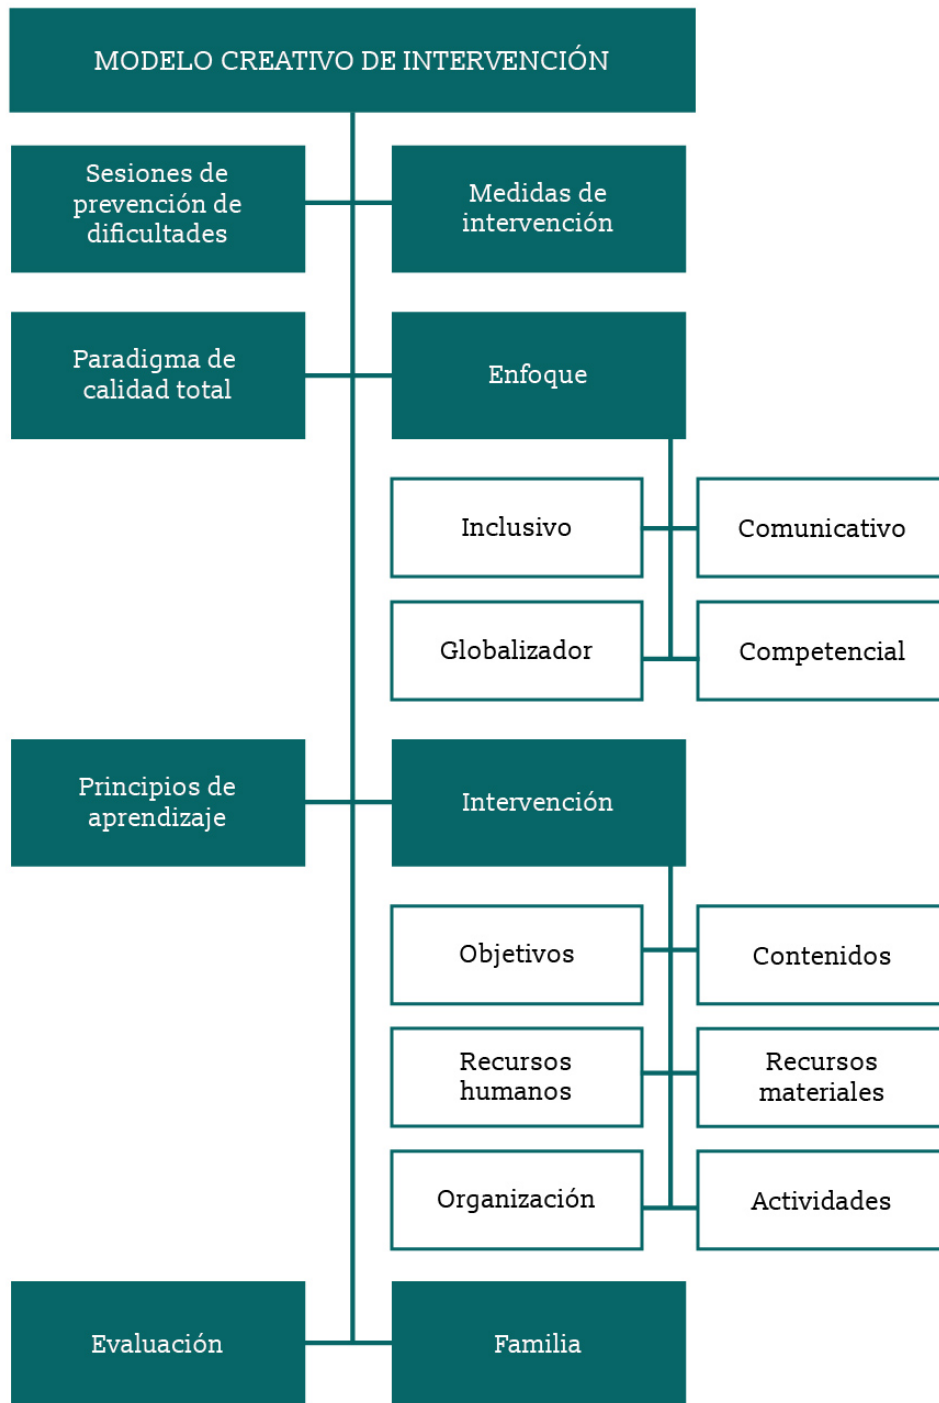 MODELO CREATIVO DE INTERVENCIÓN
Sesiones de
prevención de
dificultades
Medidas de
intervención
Paradigma de
calidad total
Enfoque
Inclusivo
Comunicativo
Globalizador
Competencial
Principios de
aprendizaje
Intervención
Objetivos
Contenidos
Recursos
humanos
Recursos
materiales
Organización
Actividades
Evaluación
Familia